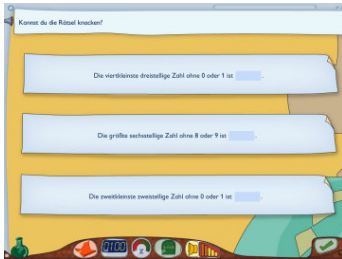 Kannst du die Rätsel knacken?
Die viertkleinste dreistellige Zahl ohne 0 oder 1 ist .
Die größte sechsstellige Zahl ohne 8 oder 9 ist .
Die zweitkleinste zweistellige Zahl ohne 0 oder 1 ist .